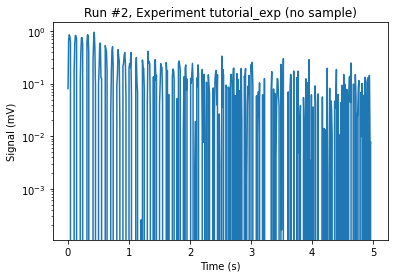 Run #2, Experiment tutorial_exp (no sample)
Signal (mV)
10⁰
10⁻¹
10⁻²
10⁻³
0 1 2 3 4 5
Time (s)